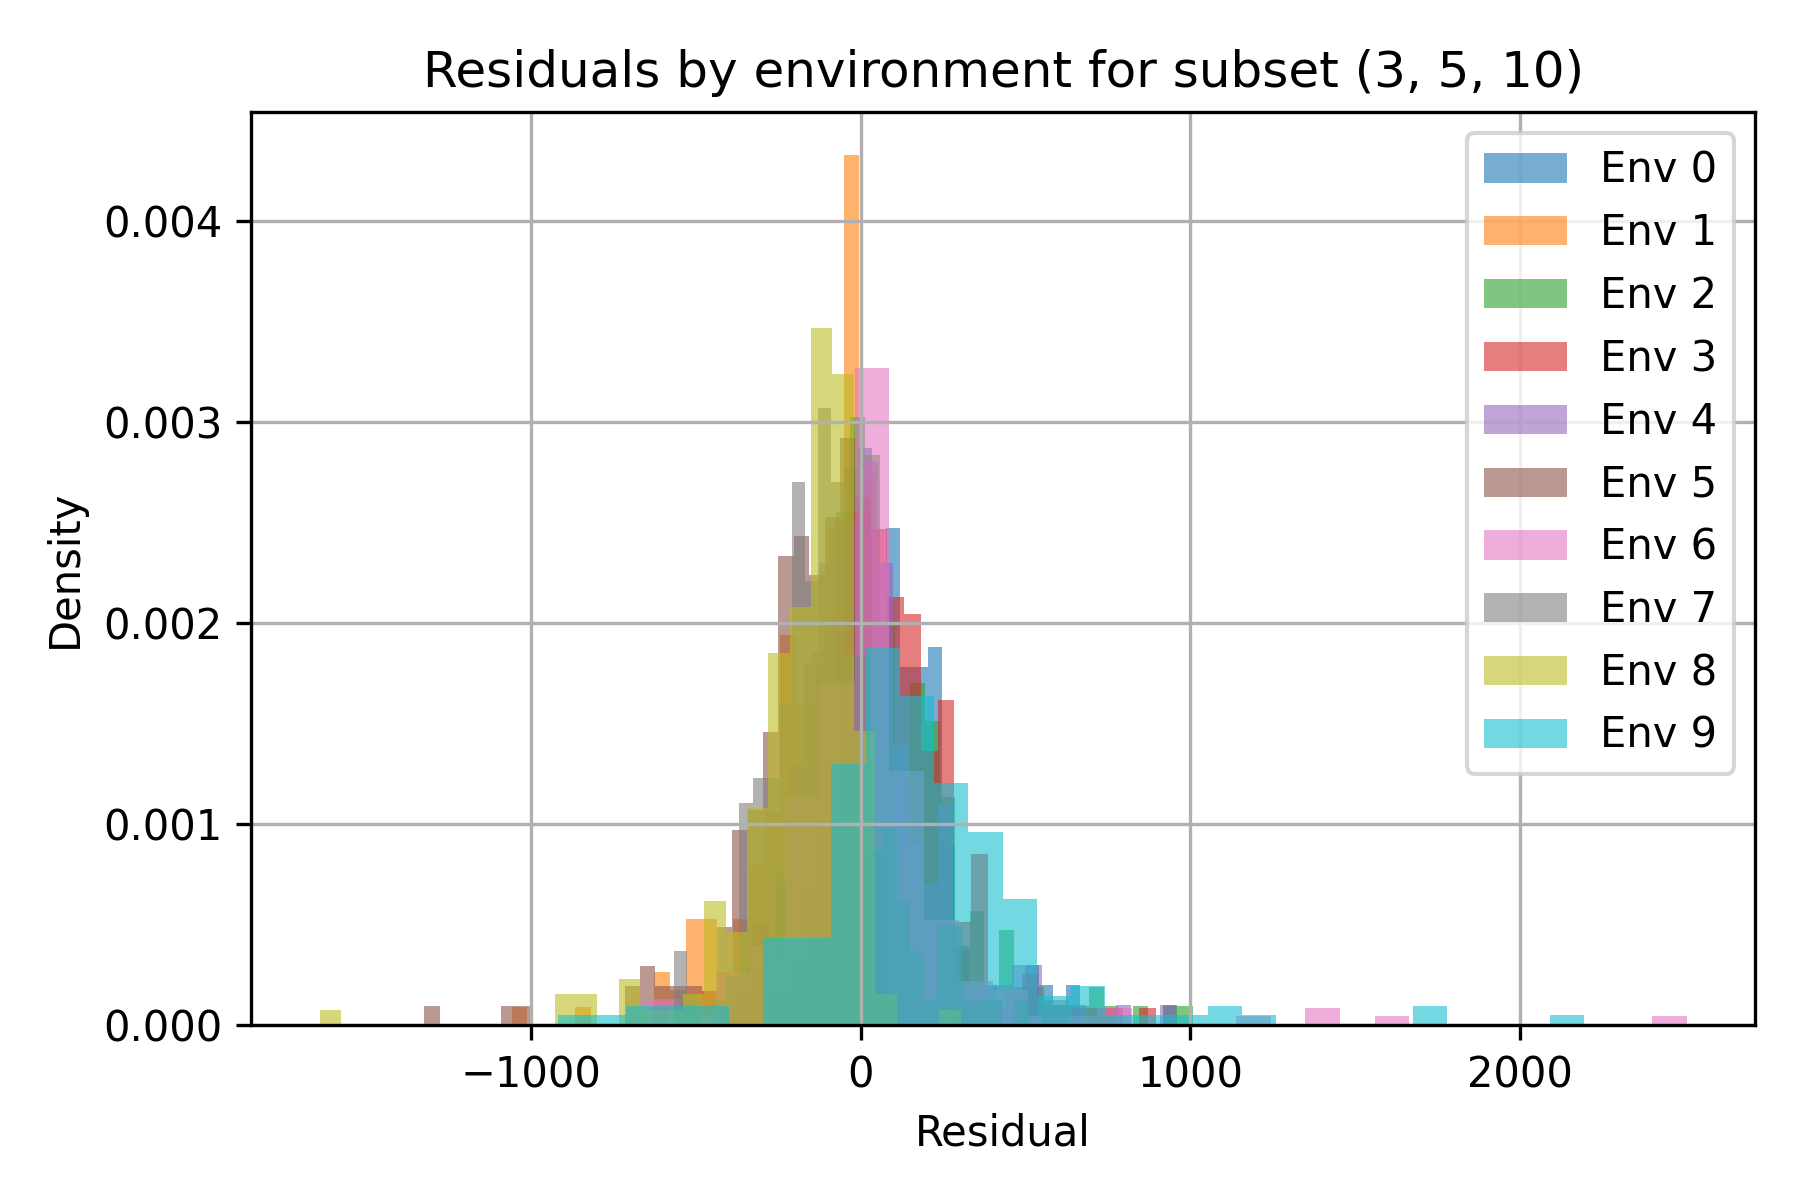 Residuals by environment for subset (3, 5, 10)
Density
0.004
0.003
0.002
0.001
0.000
−1000
0
1000
2000
Residual
Env 0
Env 1
Env 2
Env 3
Env 4
Env 5
Env 6
Env 7
Env 8
Env 9